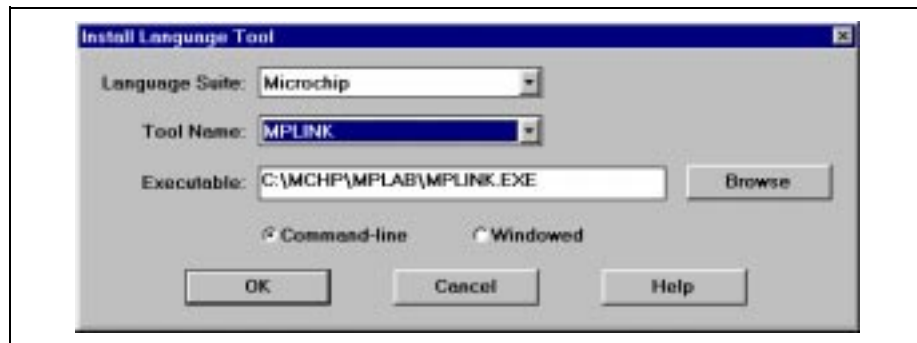 Install Language Tool
Language Suite: Microchip
Tool Name: MPLINK
Executable: C:\MCHP\MPLAB\MPLINK.EXE Browse
Command-line Windowed
OK Cancel Help